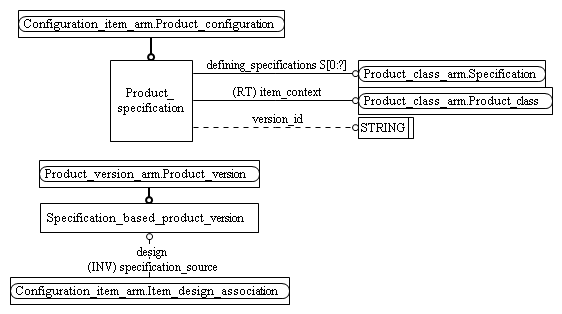 Configuration_item_arm.Product_configuration
defining_specifications S[0:?]
Product_class_arm.Specification
Product_
specification
(RT) item_context
Product_class_arm.Product_class
version_id
STRING
Product_version_arm.Product_version
Specification_based_product_version
design
(INV) specification_source
Configuration_item_arm.Item_design_association